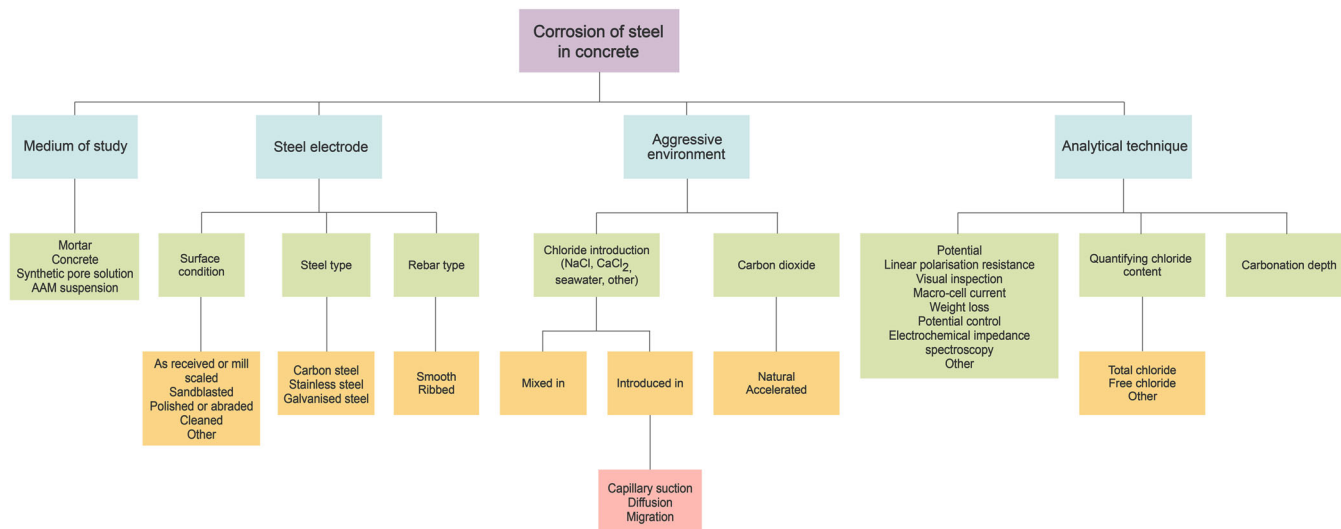 Corrosion of steel
in concrete
Medium of study
Steel electrode
Aggressive
environment
Analytical technique
Mortar
Concrete
Synthetic pore solution
AAM suspension
Surface
condition
Steel type
Rebar type
Chloride introduction
(NaCl, CaCl2,
seawater, other)
Carbon dioxide
Potential
Linear polarisation resistance
Visual inspection
Macro-cell current
Weight loss
Potential control
Electrochemical impedance
spectroscopy
Other
Quantifying chloride
content
Carbonation depth
As received or mill
scaled
Sandblasted
Polished or abraded
Cleaned
Other
Carbon steel
Stainless steel
Galvanised steel
Smooth
Ribbed
Mixed in
Introduced in
Natural
Accelerated
Total chloride
Free chloride
Other
Capillary suction
Diffusion
Migration